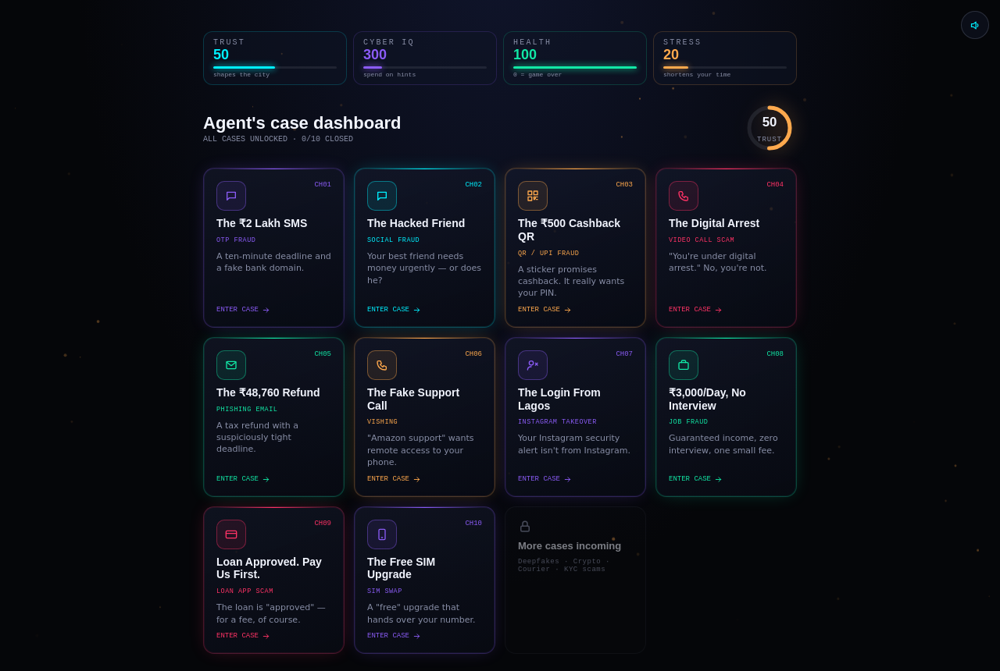 TRUST
50
shapes the city
CYBER IQ
300
spend on hints
HEALTH
100
0 = game over
STRESS
20
shortens your time
Agent's case dashboard
ALL CASES UNLOCKED · 0/10 CLOSED
50
TRUST
CH01
The ₹2 Lakh SMS
OTP FRAUD
A ten-minute deadline and
a fake bank domain.
ENTER CASE →
CH02
The Hacked Friend
SOCIAL FRAUD
Your best friend needs
money urgently — or does
he?
ENTER CASE →
CH03
The ₹500 Cashback
QR
QR / UPI FRAUD
A sticker promises
cashback. It really wants
your PIN.
ENTER CASE →
CH04
The Digital Arrest
VIDEO CALL SCAM
"You're under digital
arrest." No, you're not.
ENTER CASE →
CH05
The ₹48,760 Refund
PHISHING EMAIL
A tax refund with a
suspiciously tight
deadline.
ENTER CASE →
CH06
The Fake Support
Call
VISHING
"Amazon support" wants
remote access to your
phone.
ENTER CASE →
CH07
The Login From
Lagos
INSTAGRAM TAKEOVER
Your Instagram security
alert isn't from Instagram.
ENTER CASE →
CH08
₹3,000/Day, No
Interview
JOB FRAUD
Guaranteed income, zero
interview, one small fee.
ENTER CASE →
CH09
Loan Approved. Pay
Us First.
LOAN APP SCAM
The loan is "approved" —
for a fee, of course.
ENTER CASE →
CH10
The Free SIM
Upgrade
SIM SWAP
A "free" upgrade that
hands over your number.
ENTER CASE →
More cases incoming
Deepfakes · Crypto ·
Courier · KYC scams